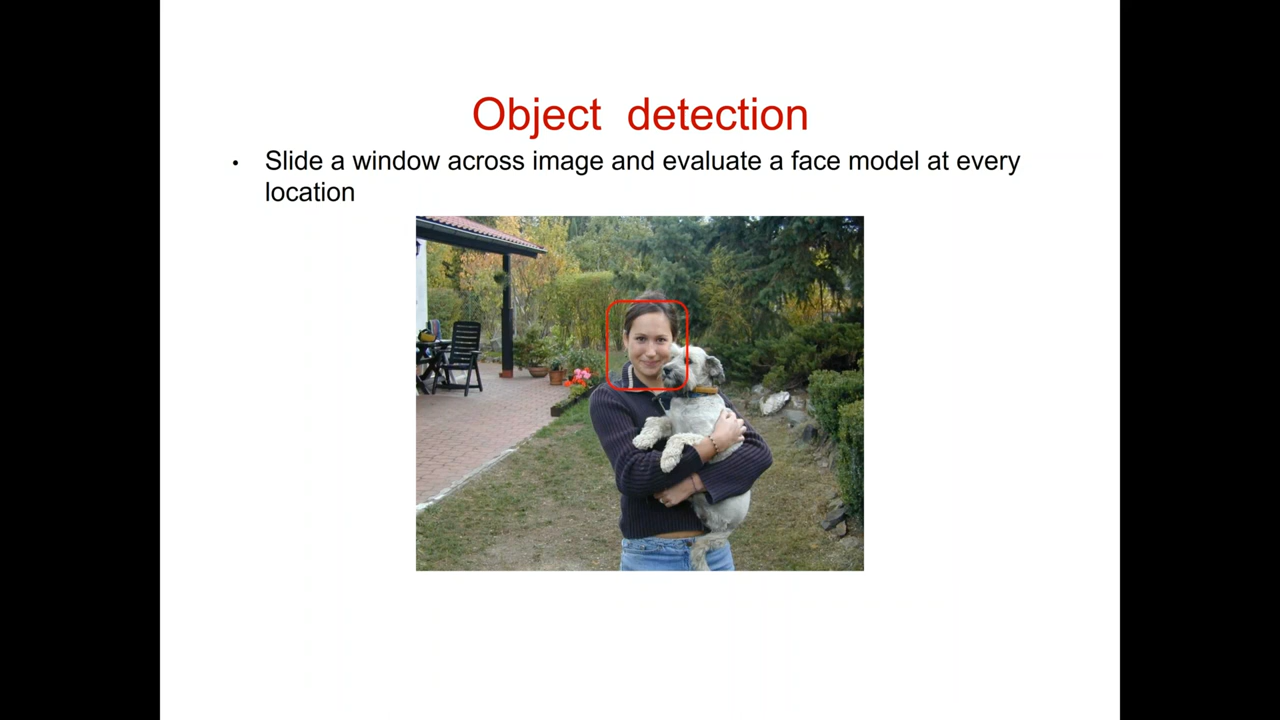 Object detection
• Slide a window across image and evaluate a face model at every
location